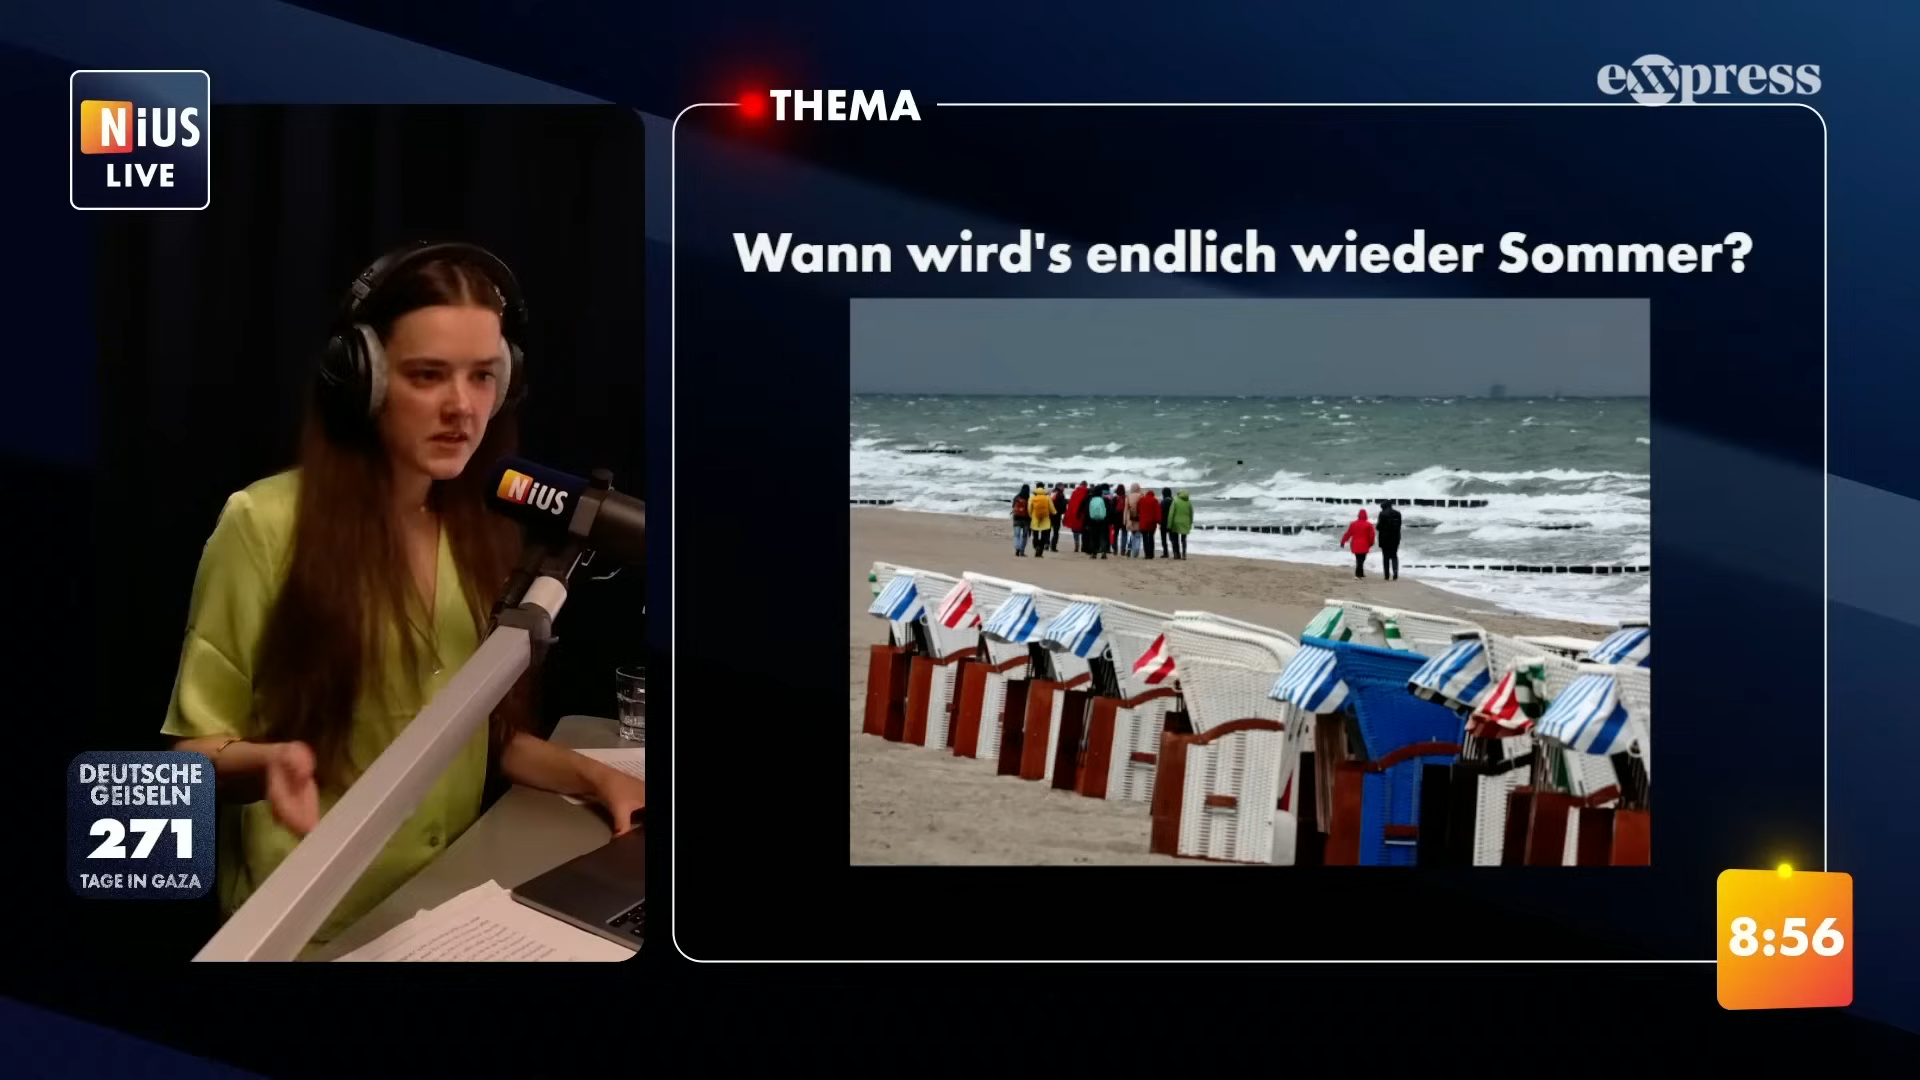 NiUS
LIVE
THEMA
exxpress
Wann wird's endlich wieder Sommer?
NiUS
DEUTSCHE
GEISELN
271
TAGE IN GAZA
8:56